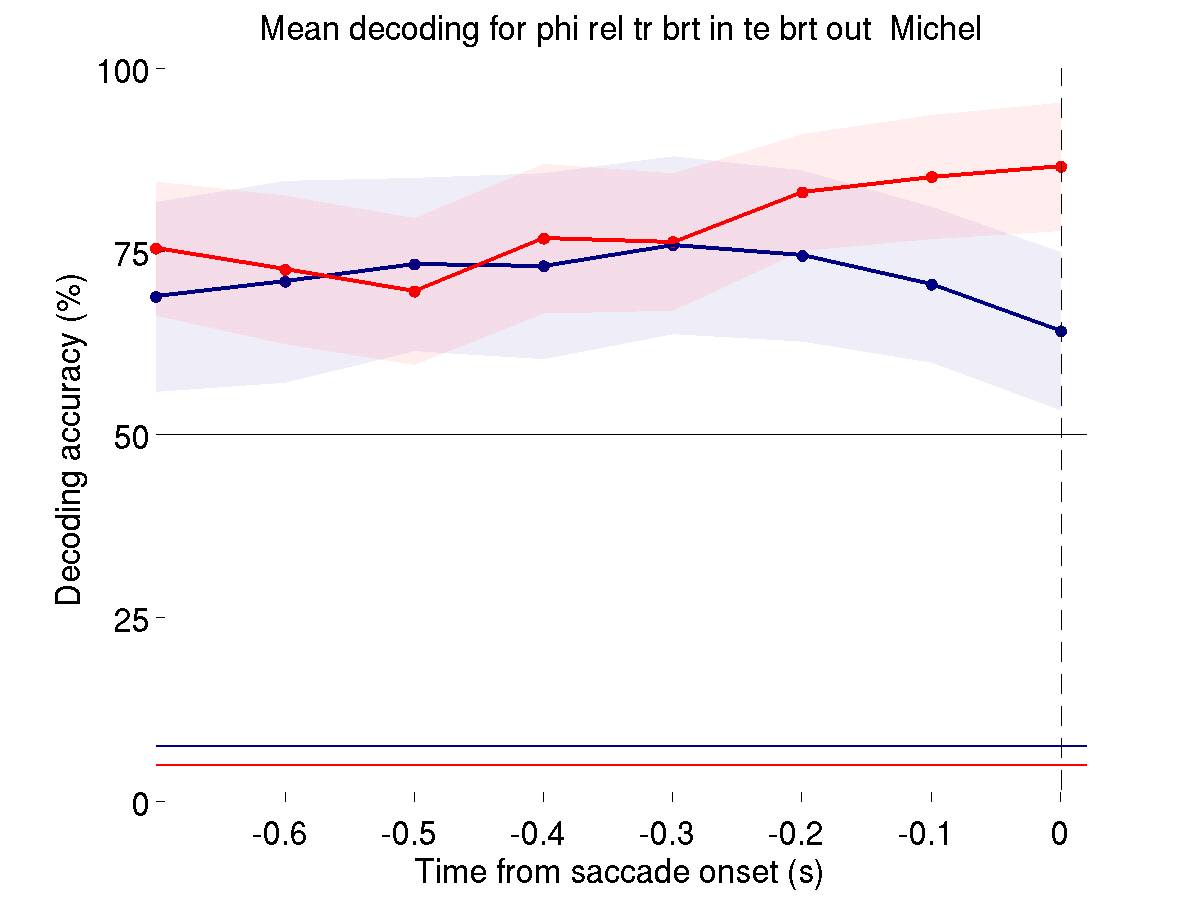 Mean decoding for phi rel tr brt in te brt out  Michel
100
75
50
25
0
Decoding accuracy (%)
-0.6 -0.5 -0.4 -0.3 -0.2 -0.1 0
Time from saccade onset (s)